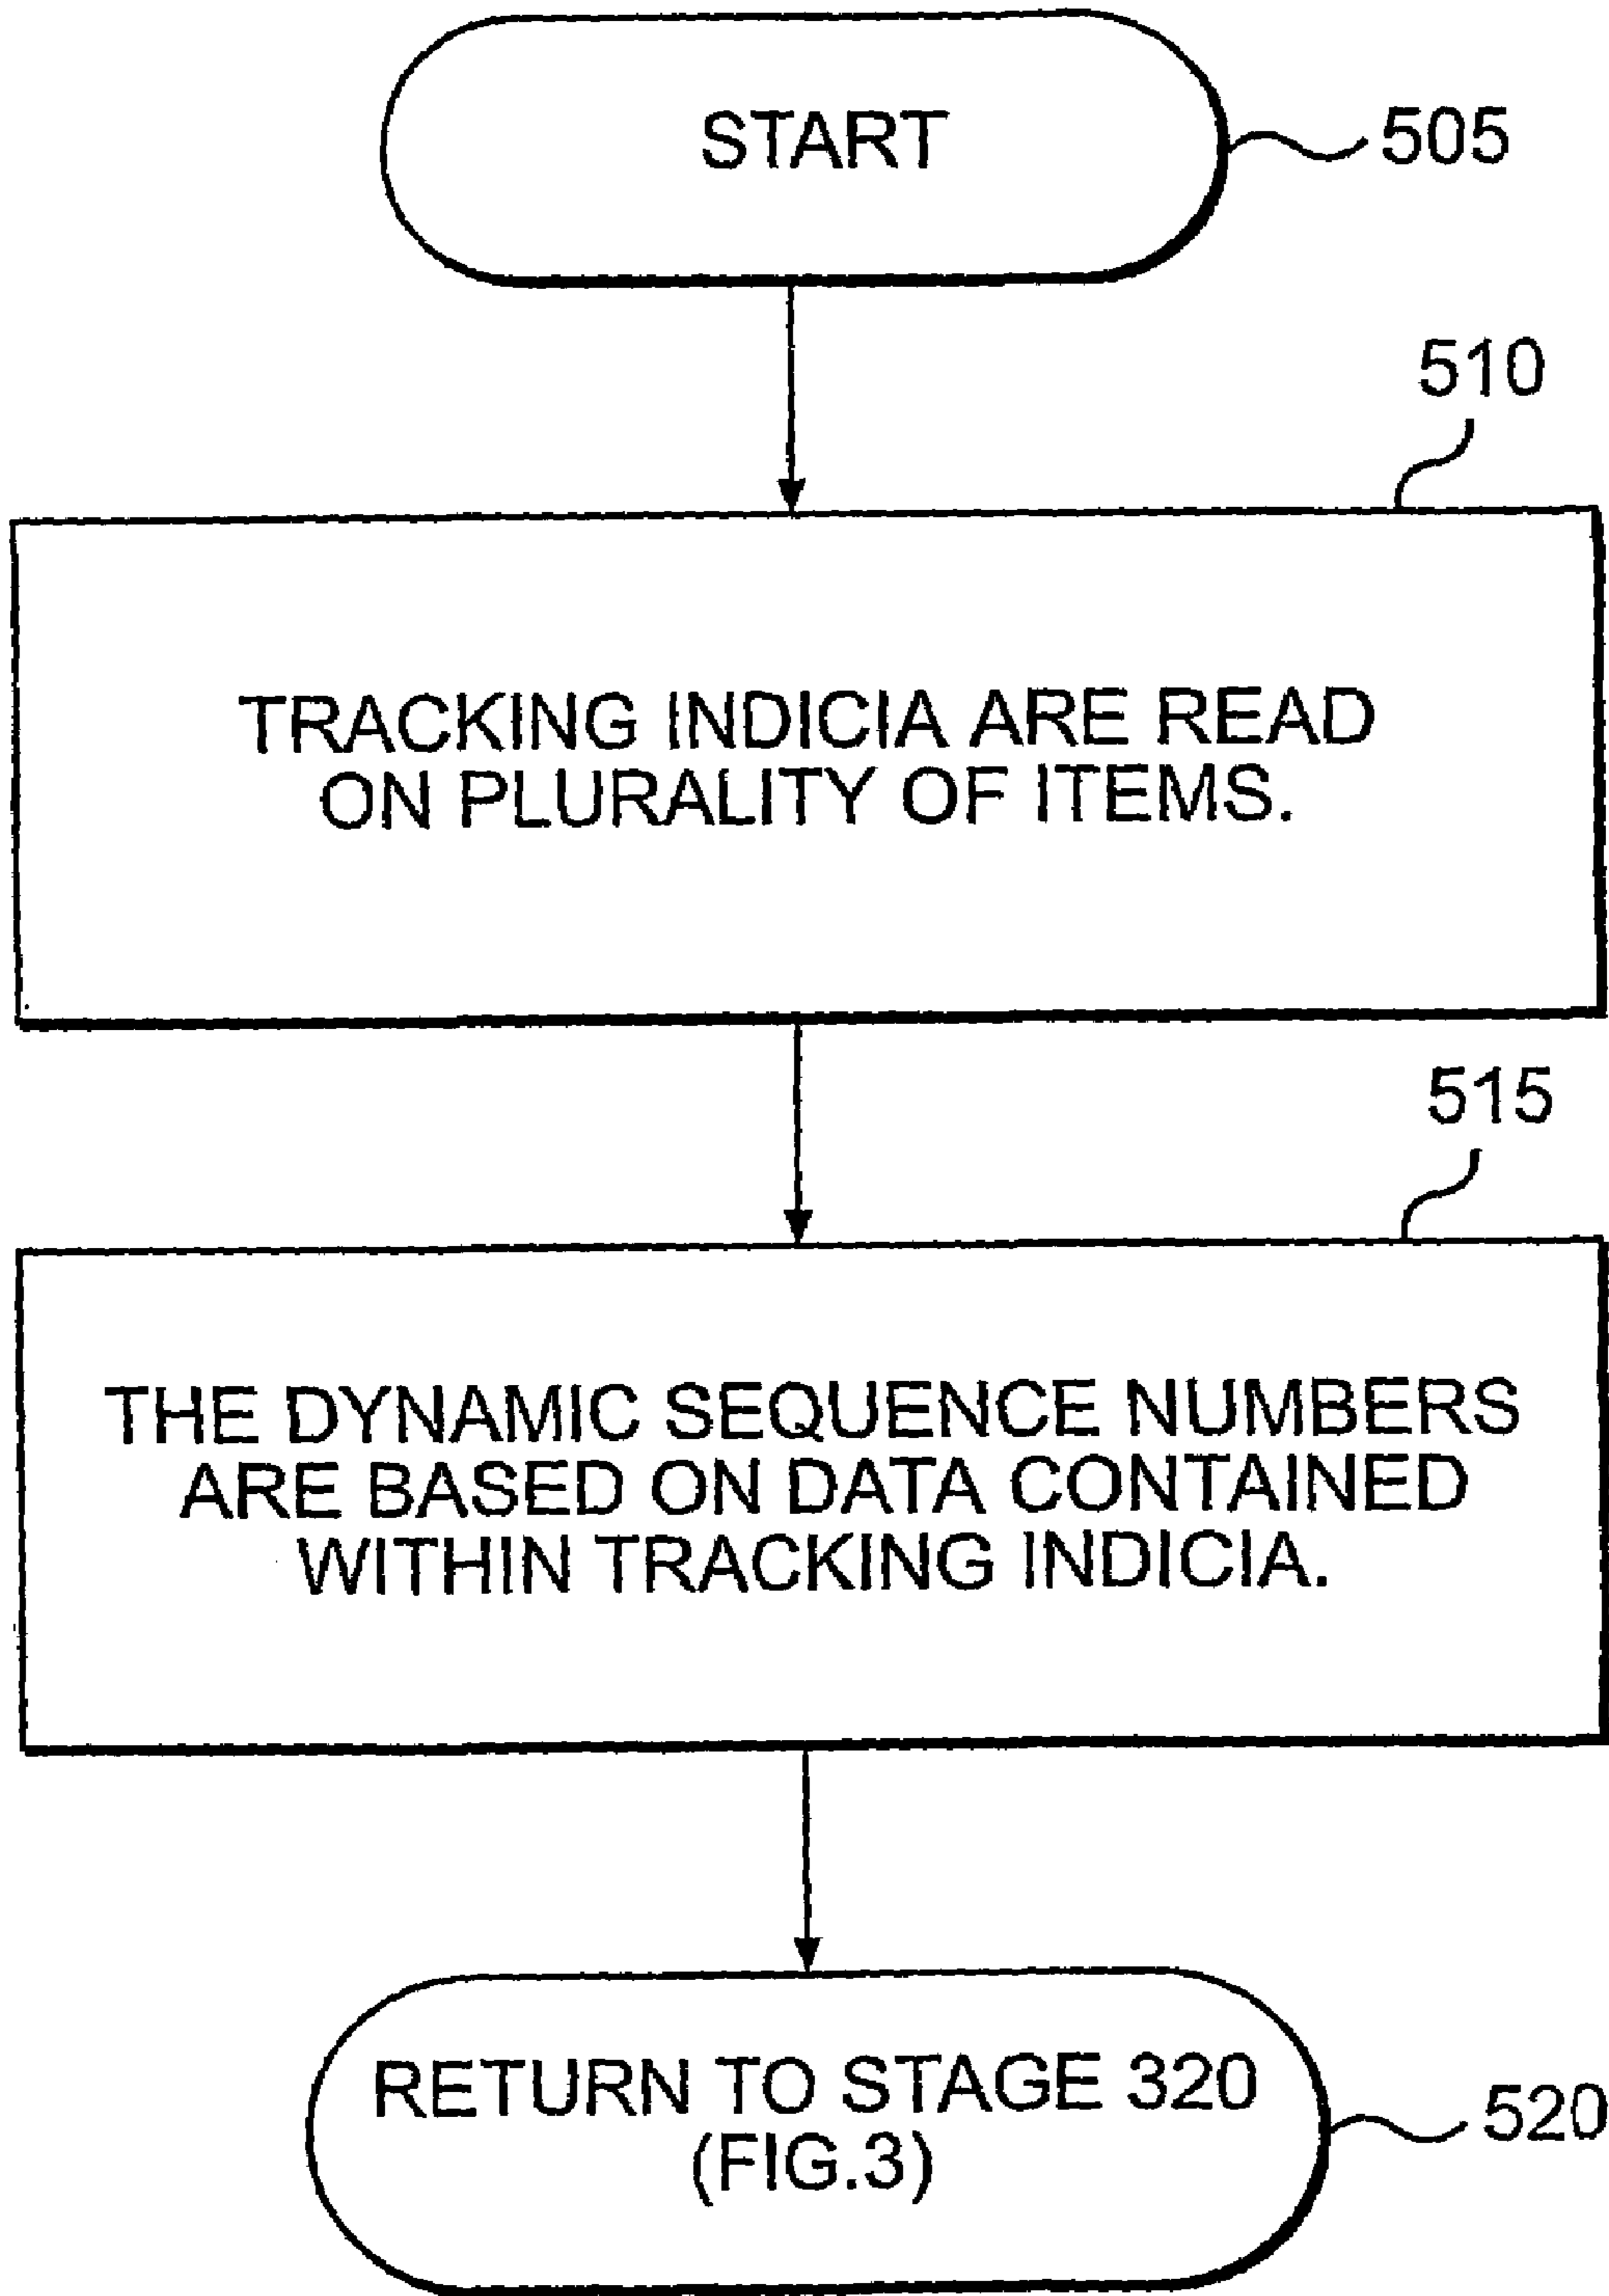 START
505
510
TRACKING INDICIA ARE READ
ON PLURALITY OF ITEMS.
515
THE DYNAMIC SEQUENCE NUMBERS
ARE BASED ON DATA CONTAINED
WITHIN TRACKING INDICIA.
RETURN TO STAGE 320
(FIG.3)
520